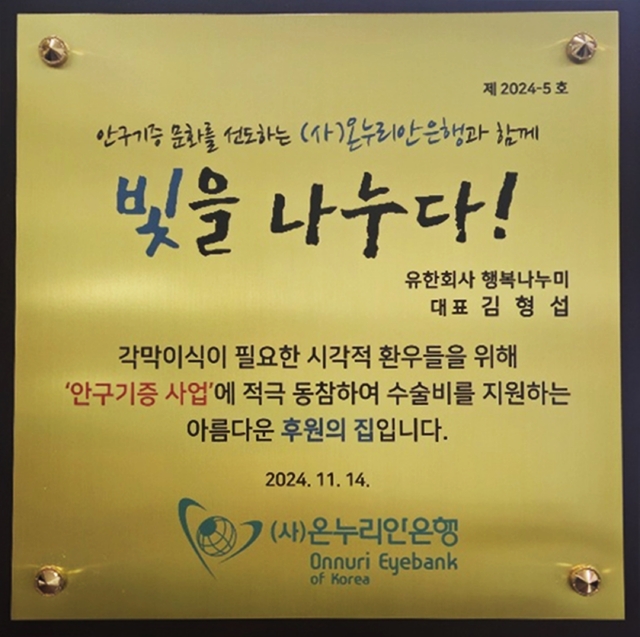 제 2024-5 호
안구기증 문화를 선도하는 (사)온누리안은행과 함께
빛을 나누다!
유한회사 행복나누미
대표 김 형 섭
각막이식이 필요한 시각적 환우들을 위해
'안구기증 사업'에 적극 동참하여 수술비를 지원하는
아름다운 후원의 집입니다.
2024. 11. 14.
(사)온누리안은행
Onnuri Eyebank
of Korea